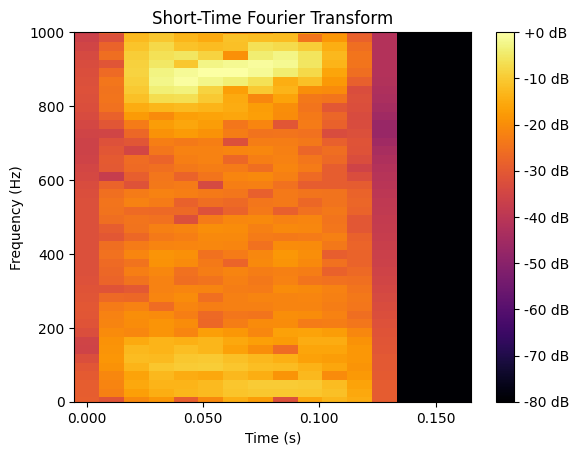 Short-Time Fourier Transform
1000
800
600
400
200
0
Frequency (Hz)
0.000
0.050
0.100
0.150
Time (s)
+0 dB
-10 dB
-20 dB
-30 dB
-40 dB
-50 dB
-60 dB
-70 dB
-80 dB